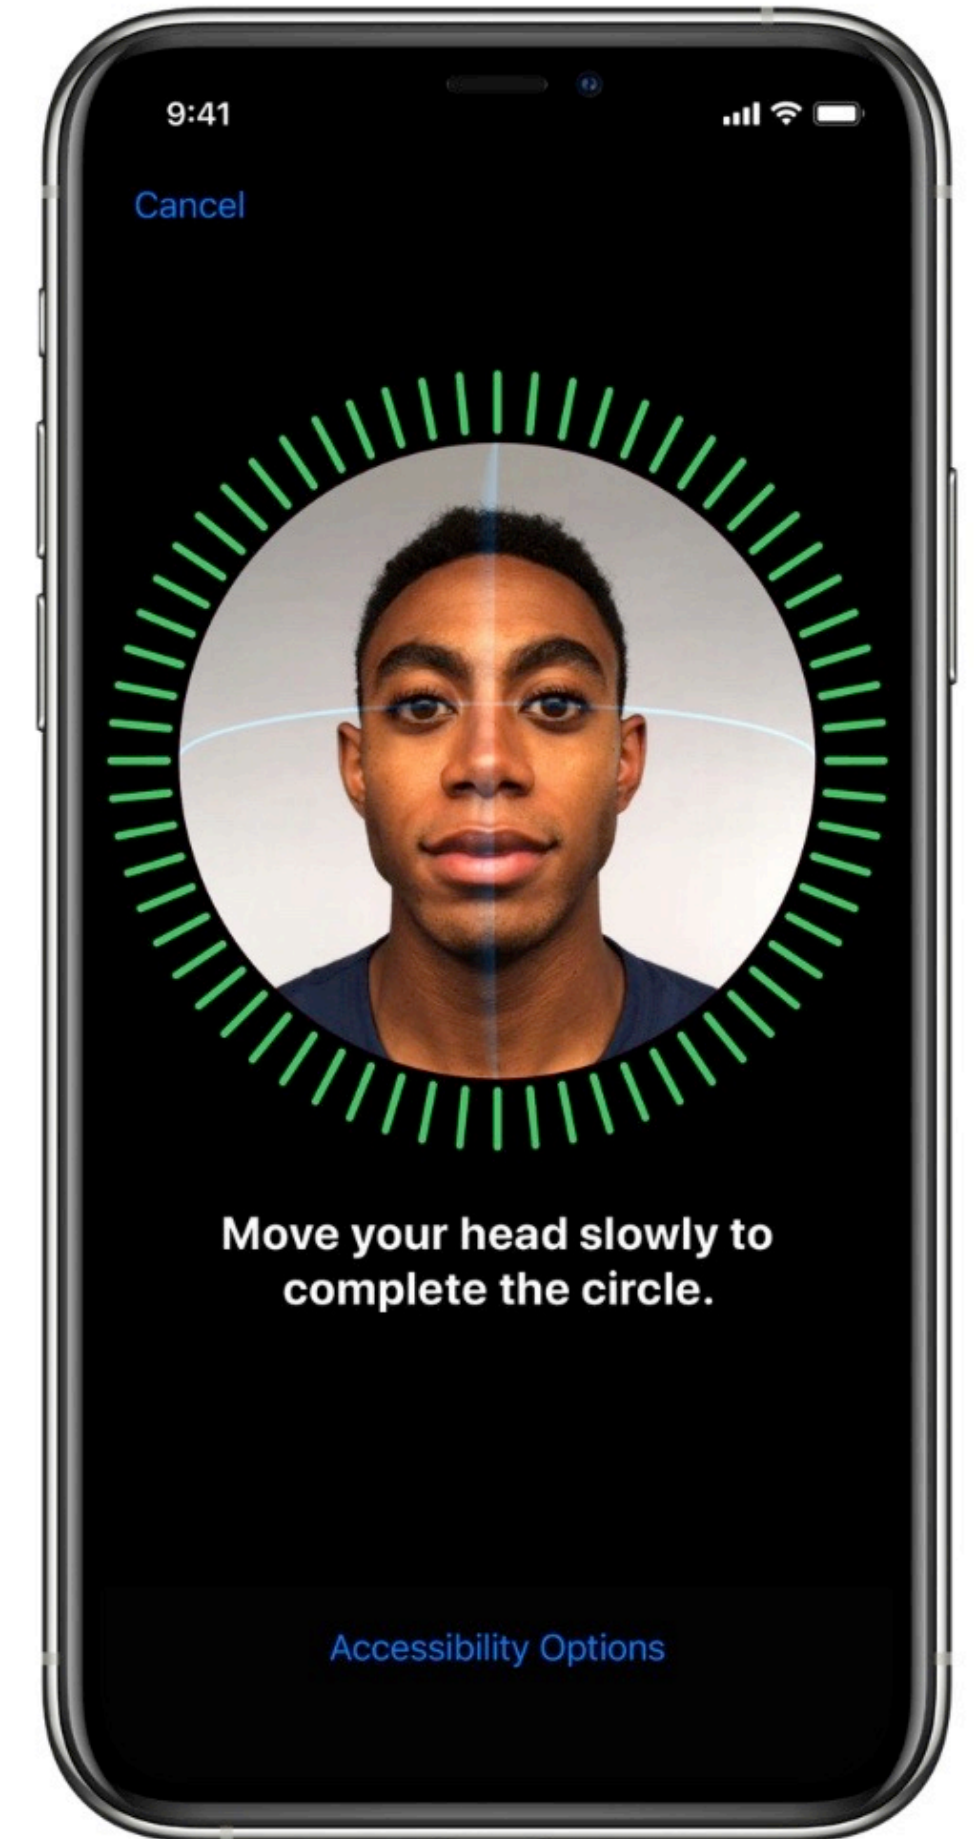 9:41
Cancel
Move your head slowly to
complete the circle.
Accessibility Options